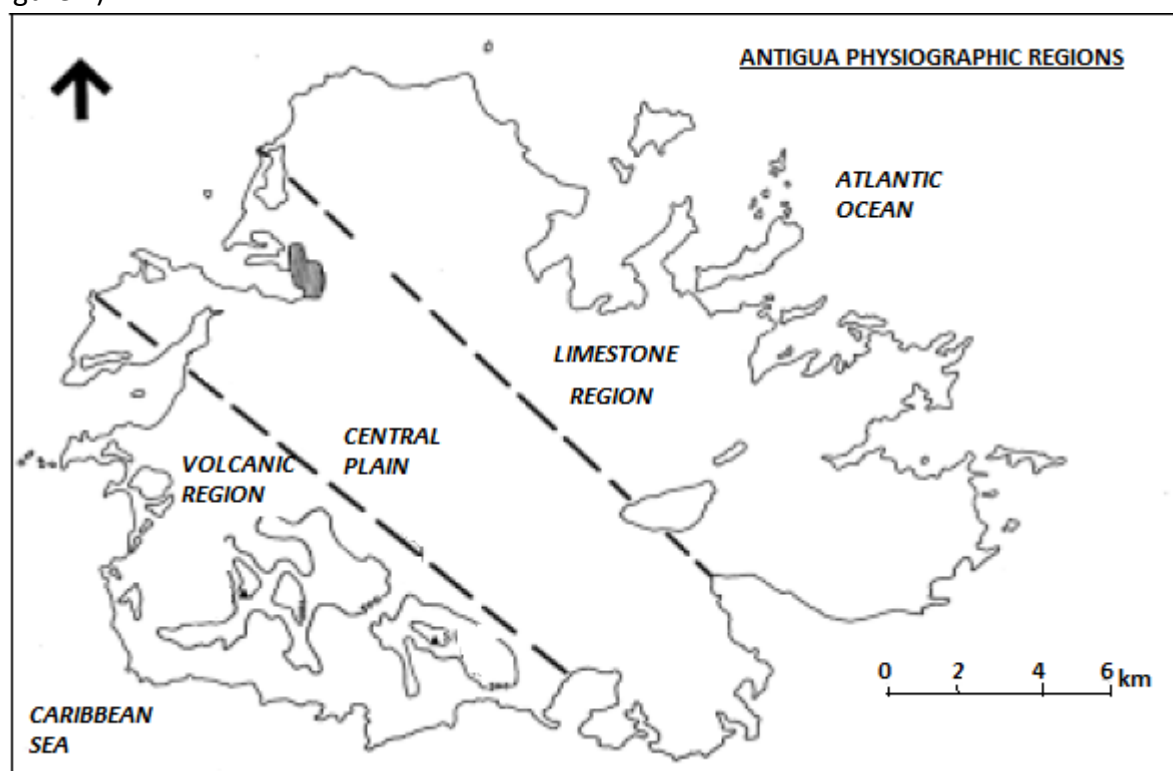 ANTIGUA PHYSIOGRAPHIC REGIONS
ATLANTIC
OCEAN
LIMESTONE
REGION
CENTRAL
PLAIN
VOLCANIC
REGION
0 2 4 6 km
CARIBBEAN
SEA